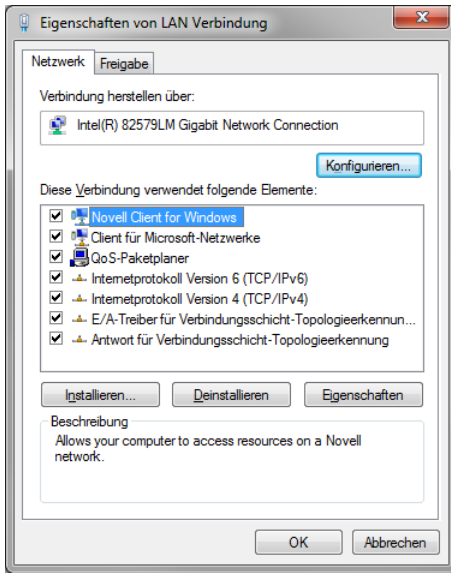 Eigenschaften von LAN Verbindung
Netzwerk Freigabe
Verbindung herstellen über:
Intel(R) 82579LM Gigabit Network Connection
Konfigurieren...
Diese Verbindung verwendet folgende Elemente:
Novell Client for Windows
Client für Microsoft-Netzwerke
QoS-Paketplaner
Internetprotokoll Version 6 (TCP/IPv6)
Internetprotokoll Version 4 (TCP/IPv4)
E/A-Treiber für Verbindungsschicht-Topologieerkennun...
Antwort für Verbindungsschicht-Topologieerkennung
Installieren... Deinstallieren Eigenschaften
Beschreibung
Allows your computer to access resources on a Novell
network.
OK Abbrechen